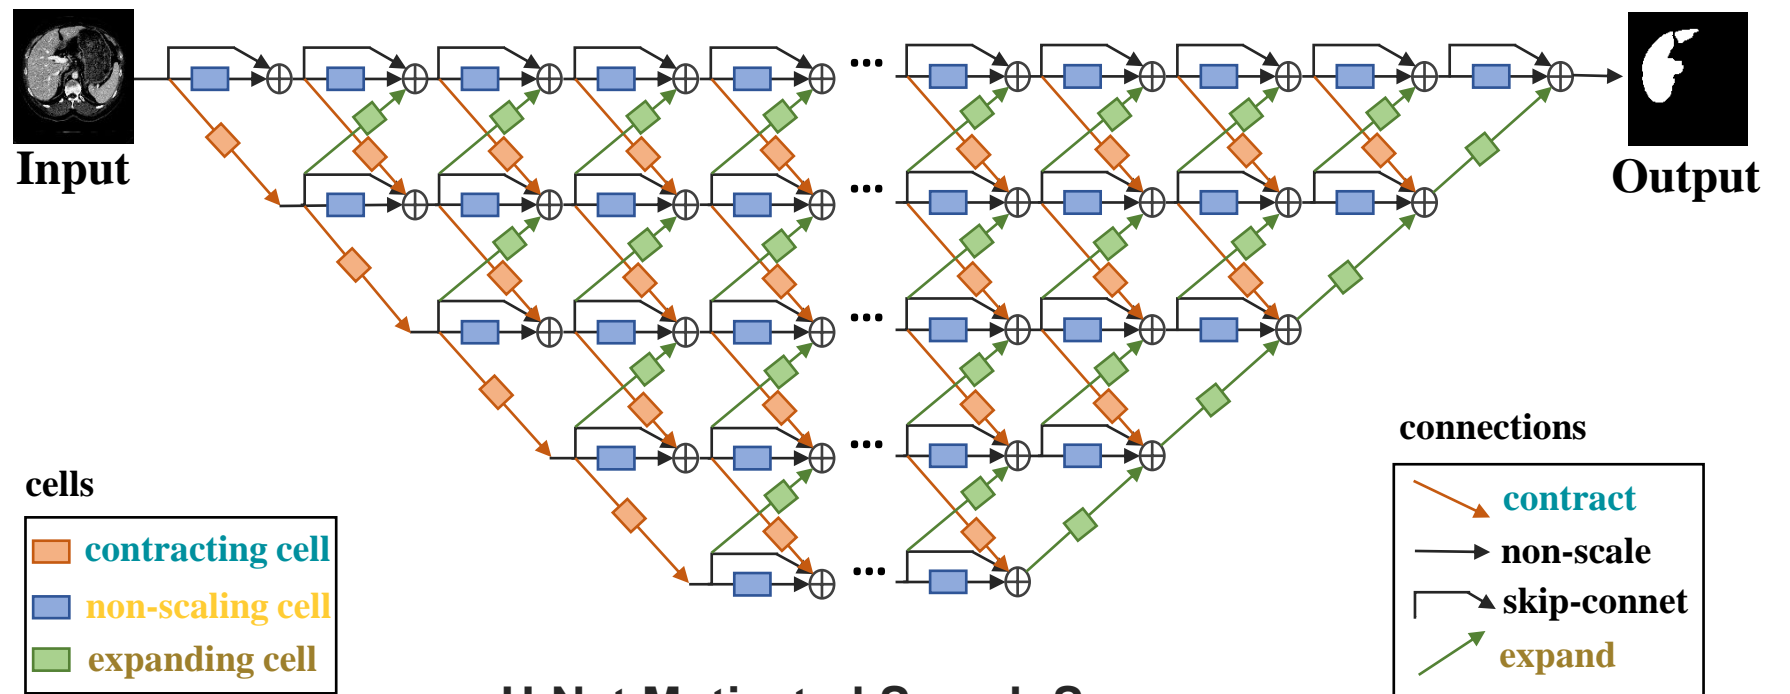 Input
Output
...
...
...
...
...
cells
contracting cell
non-scaling cell
expanding cell
connections
contract
non-scale
skip-connet
expand